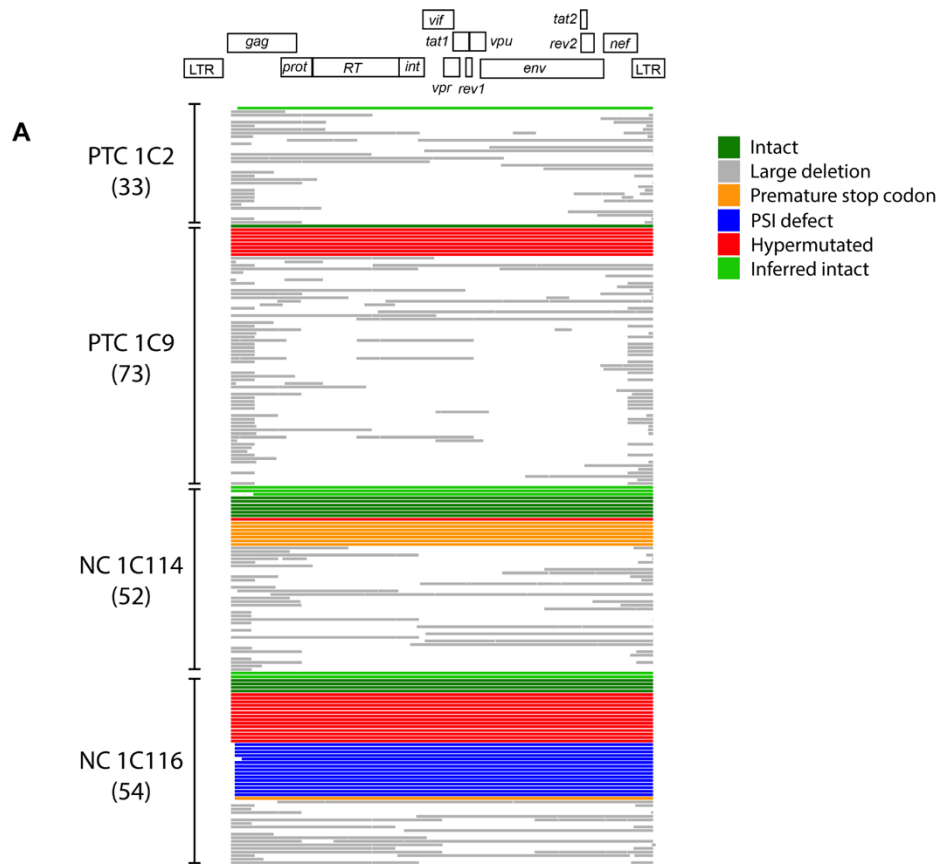 vif
tat2
gag
tat1
vpu
rev2
nef
LTR
prot
RT
int
env
LTR
vpr
rev1
A
PTC 1C2
(33)
PTC 1C9
(73)
NC 1C114
(52)
NC 1C116
(54)
Intact
Large deletion
Premature stop codon
PSI defect
Hypermutated
Inferred intact